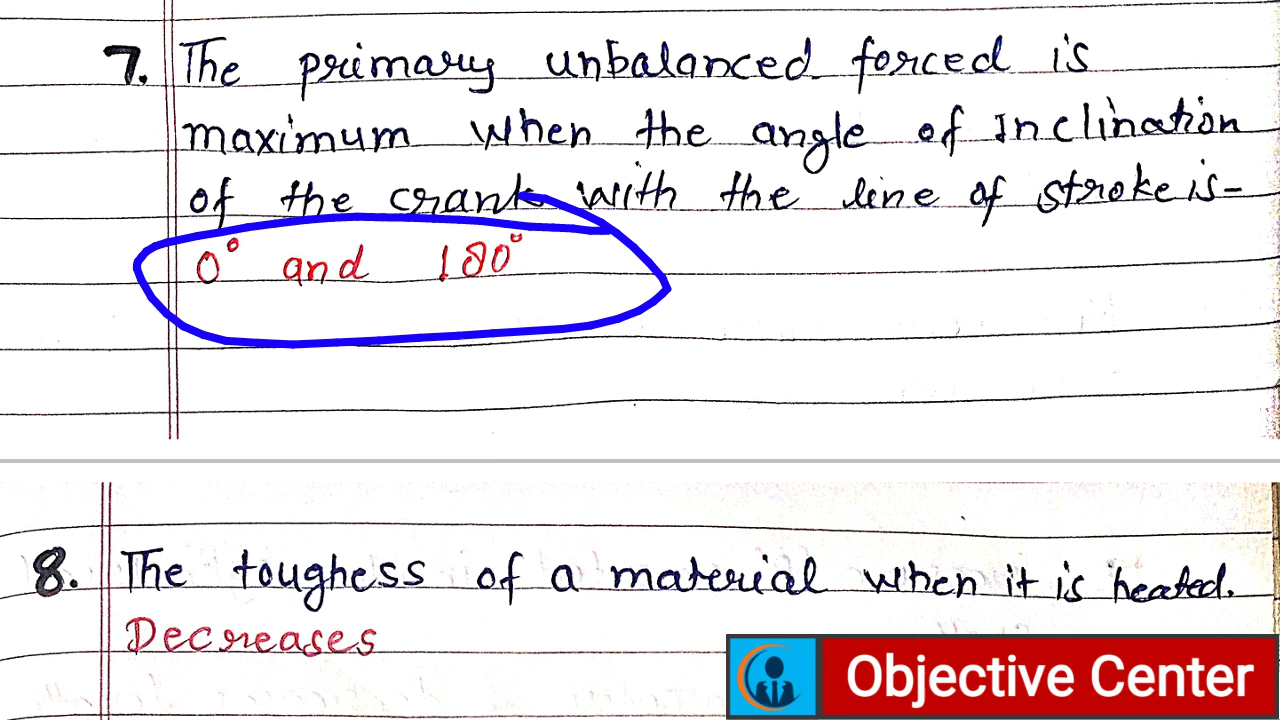 7. The primary unbalanced forced is
maximum when the angle of Inclination
of the crank with the line of stroke is-
0° and 180°
8. The toughess of a material when it is heated.
Decreases
Objective Center